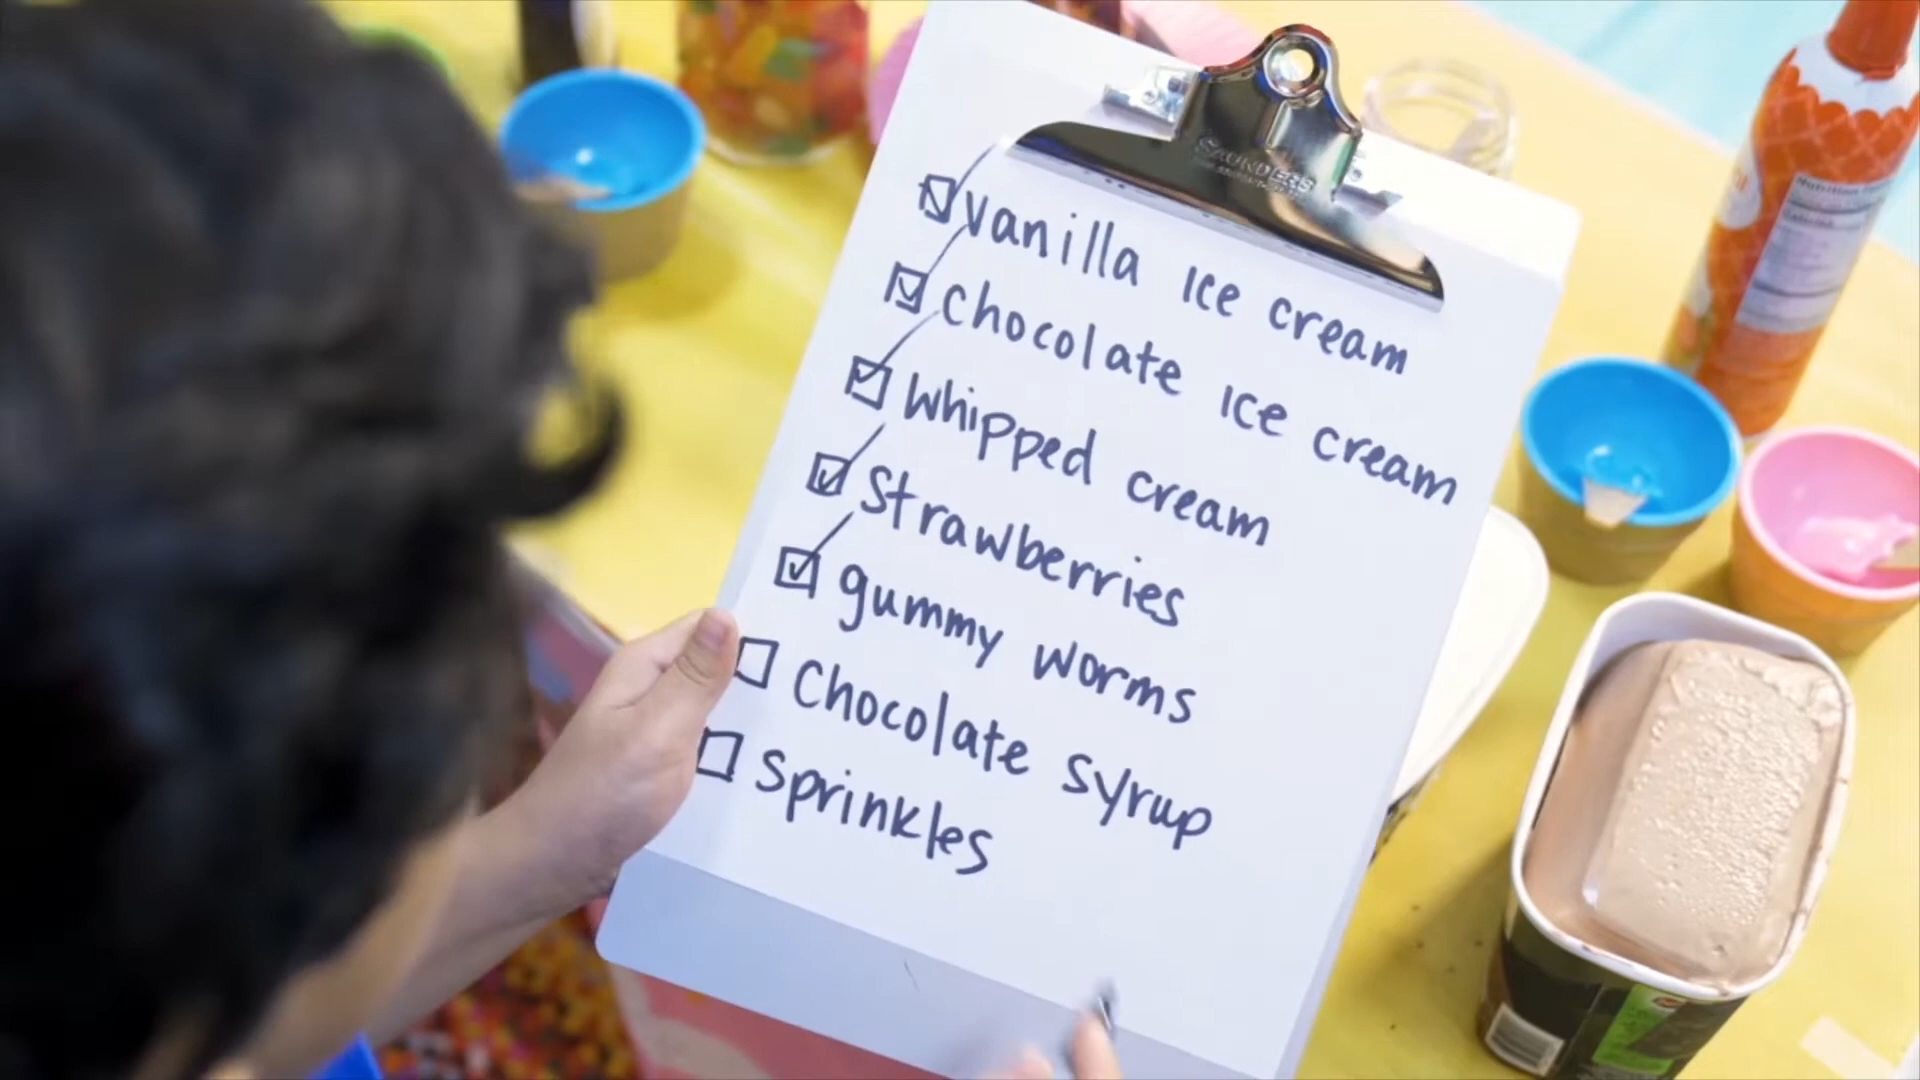 SAUNDERS
Vanilla Ice cream
Chocolate Ice cream
Whipped cream
Strawberries
gummy worms
Chocolate syrup
Sprinkles